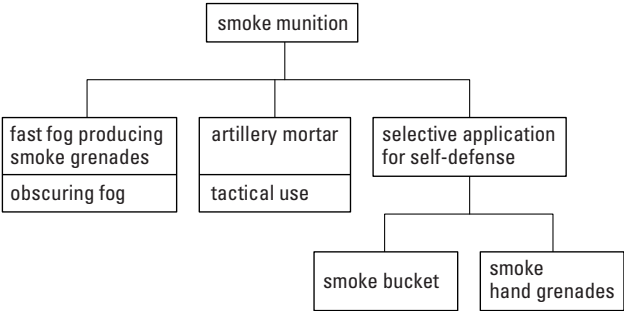 smoke munition
fast fog producing
smoke grenades
obscuring fog
artillery mortar
tactical use
selective application
for self-defense
smoke bucket
smoke
hand grenades